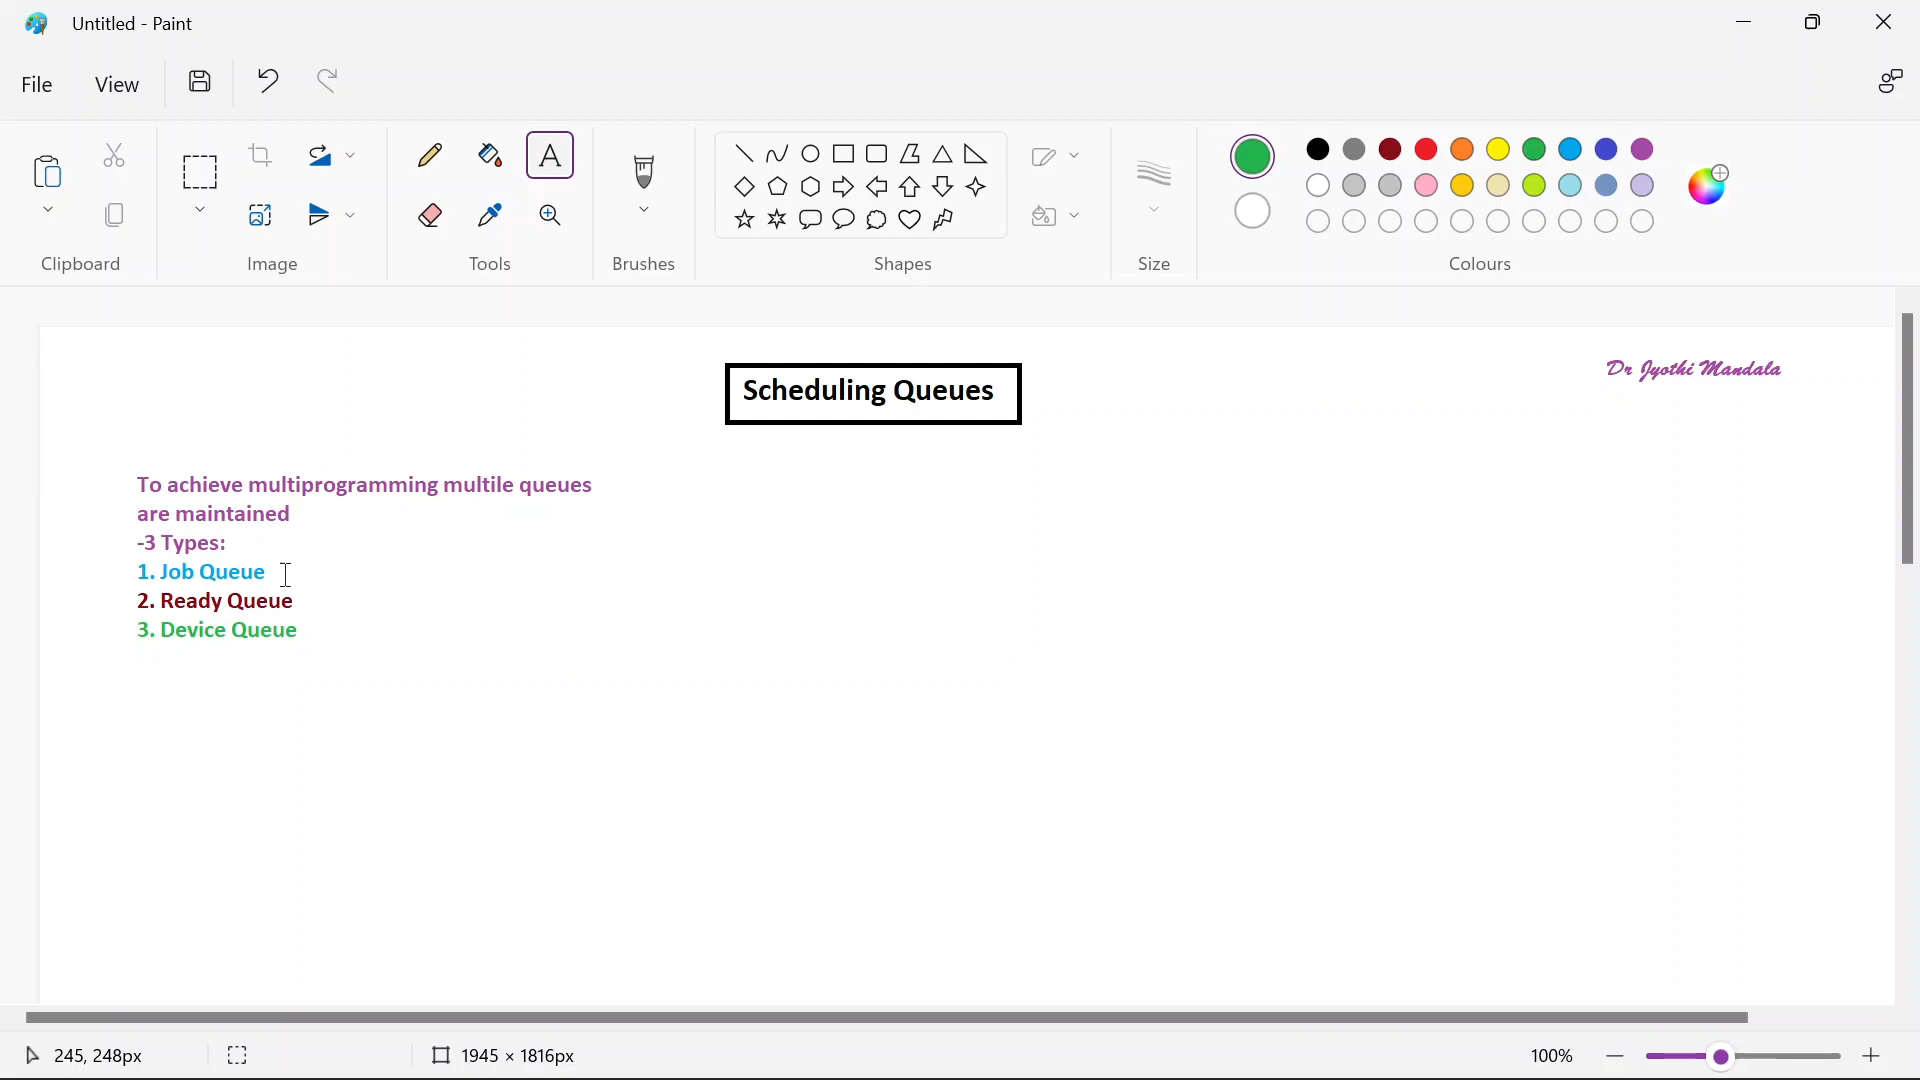 Untitled - Paint
File View
Clipboard
Image
Tools
Brushes
Shapes
Size
Colours
Scheduling Queues
Dr Jyothi Mandala
To achieve multiprogramming multile queues
are maintained
-3 Types:
1. Job Queue
2. Ready Queue
3. Device Queue
245, 248px
1945 × 1816px
100%